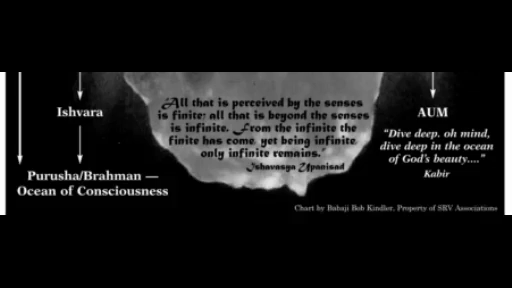 Ishvara
Purusha/Brahman —
Ocean of Consciousness
All that is perceived by the senses
is finite; all that is beyond the senses
is infinite. From the infinite the
finite has come, yet being infinite,
only infinite remains."
Ishavasya Upanisad
AUM
"Dive deep, oh mind,
dive deep in the ocean
of God's beauty...."
Kabir
Chart by Babaji Bob Kindler, Property of SRV Associations